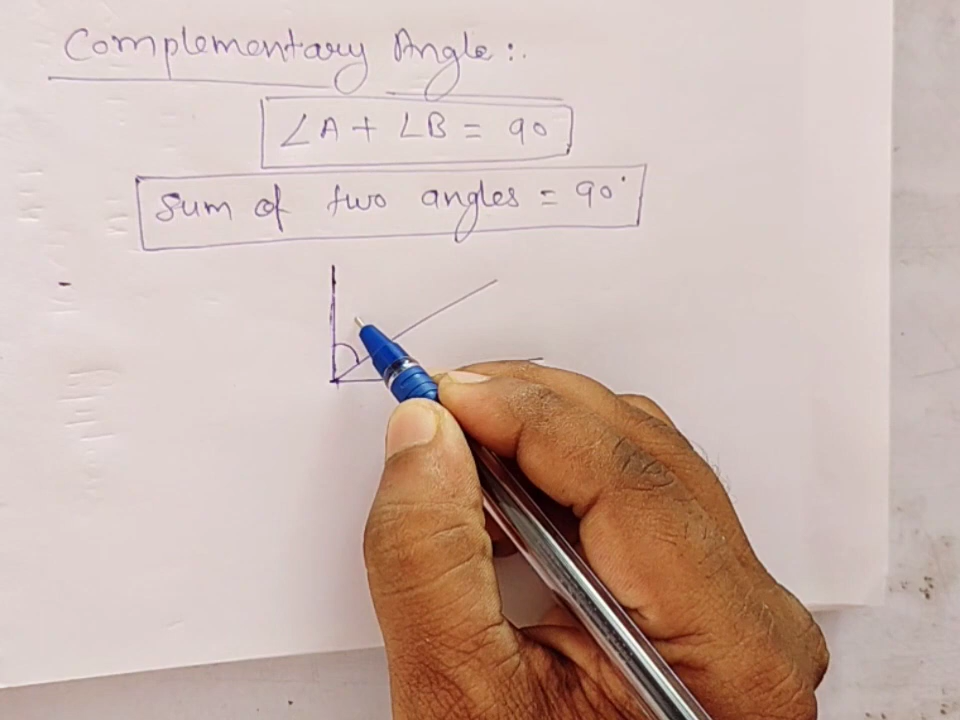 Complementary Angle:.
∠A + ∠B = 90
Sum of two angles = 90°